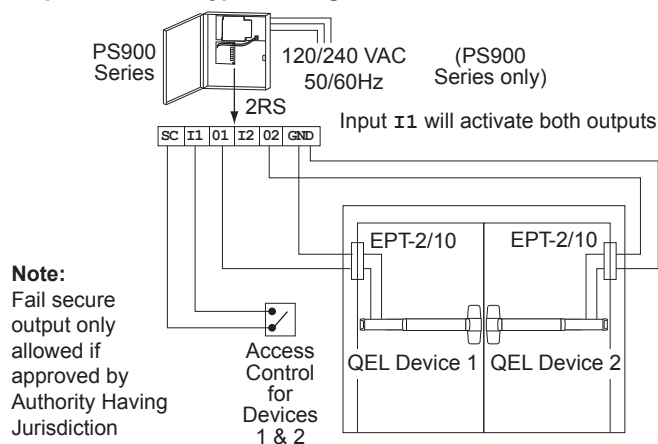 PS900
Series
120/240 VAC
50/60Hz
(PS900
Series only)
2RS
Input I1 will activate both outputs
SC I1 01 I2 02 GND
EPT-2/10
EPT-2/10
Note:
Fail secure
output only
allowed if
approved by
Authority Having
Jurisdiction
Access
Control
for
Devices
1 & 2
QEL Device 1
QEL Device 2